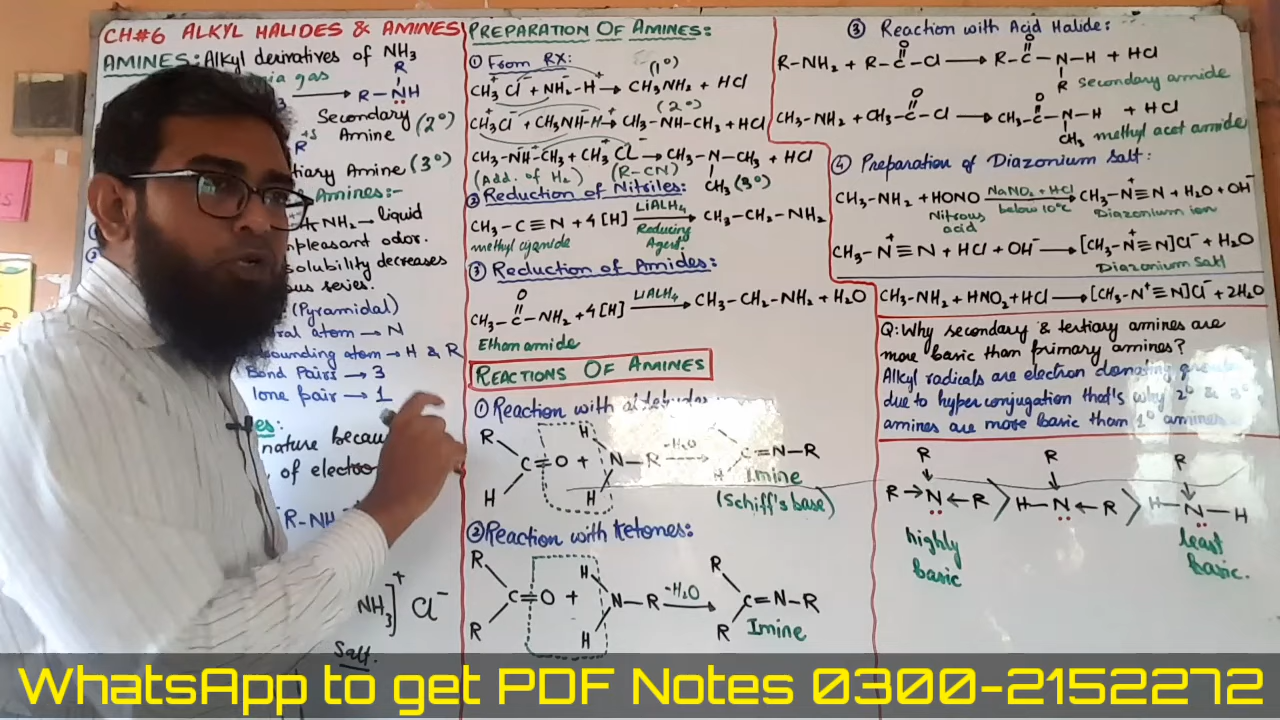 CH#6 ALKYL HALIDES & AMINES
AMINES: Alkyl derivatives of NH3
gas
R
R-NH
Secondary
Amine (2°)
+s
R
Amine (3°)
Amines:-
NH2 → liquid
odor.
solubility decreases
series.
(Pyramidal)
atom → N
atom → H & R
Bond Pairs → 3
lone pair → 1
nature
of
R-NH
NH3]+ Cl-
Salt.
PREPARATION OF AMINES:
① From RX:
(1°)
CH3+ Cl- + NH2- -H+ → CH3NH2 + HCl
(2°)
CH3+Cl- + CH3NH- -H+ → CH3-NH-CH3 + HCl
CH3-NH-CH3 + CH3+ Cl- → CH3-N-CH3 + HCl
(Add. of H2) (R-CN) CH3 (3°)
② Reduction of Nitriles:
CH3-C≡N + 4[H] LiALH4 → CH3-CH2-NH2
methyl cyanide Reducing
Agent.
③ Reduction of Amides:
O
CH3-C-NH2 + 4[H] LiALH4 → CH3-CH2-NH2 + H2O
Ethanamide
REACTIONS OF AMINES
① Reaction with aldehydes
R H
C=O + N-R -H2O → C=N-R
H H H Imine
(Schiff's base)
② Reaction with Ketones:
R H R
C=O + N-R -H2O → C=N-R
R H R Imine
③ Reaction with Acid Halide:
O O
R-NH2 + R-C-Cl → R-C-N-H + HCl
R secondary amide
O O
CH3-NH2 + CH3-C-Cl → CH3-C-N-H + HCl
CH3 methyl acet amide
④ Preparation of Diazonium Salt:
CH3-NH2 + HONO NaNO2 + HCl → CH3-N+≡N + H2O + OH-
Nitrous below 10°C Diazonium ion
acid
CH3-N+≡N + HCl + OH- → [CH3-N+≡N]Cl- + H2O
Diazonium Salt
CH3-NH2 + HNO2 + HCl → [CH3-N+≡N]Cl- + 2H2O
Q: Why secondary & tertiary amines are
more basic than primary amines?
Alkyl radicals are electron donating
due to hyper conjugation that's why 2° & 3°
amines are more basic than 1° amines.
R R R
R→N←R > H-N←R > H-N-H
highly least
basic basic.
WhatsApp to get PDF Notes 0300-2152272